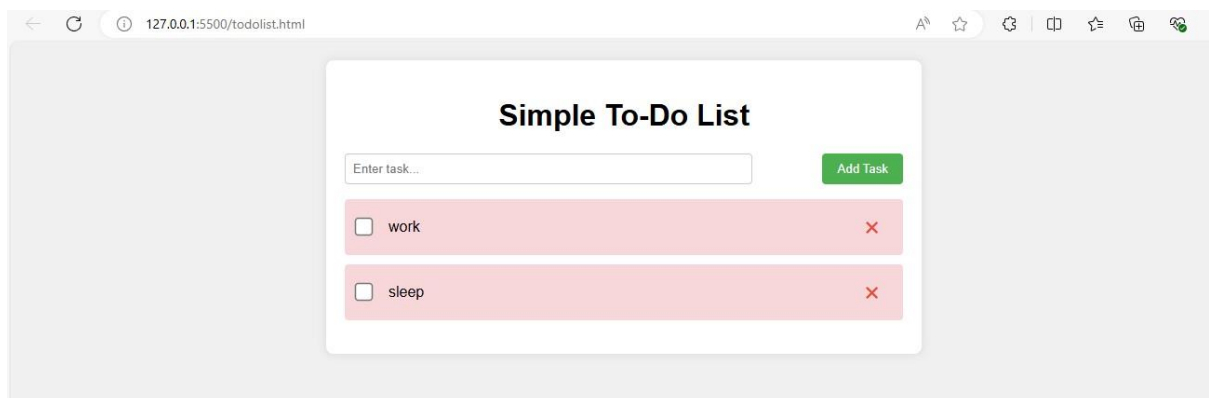 127.0.0.1:5500/todolist.html
Simple To-Do List
Enter task...
Add Task
work
sleep